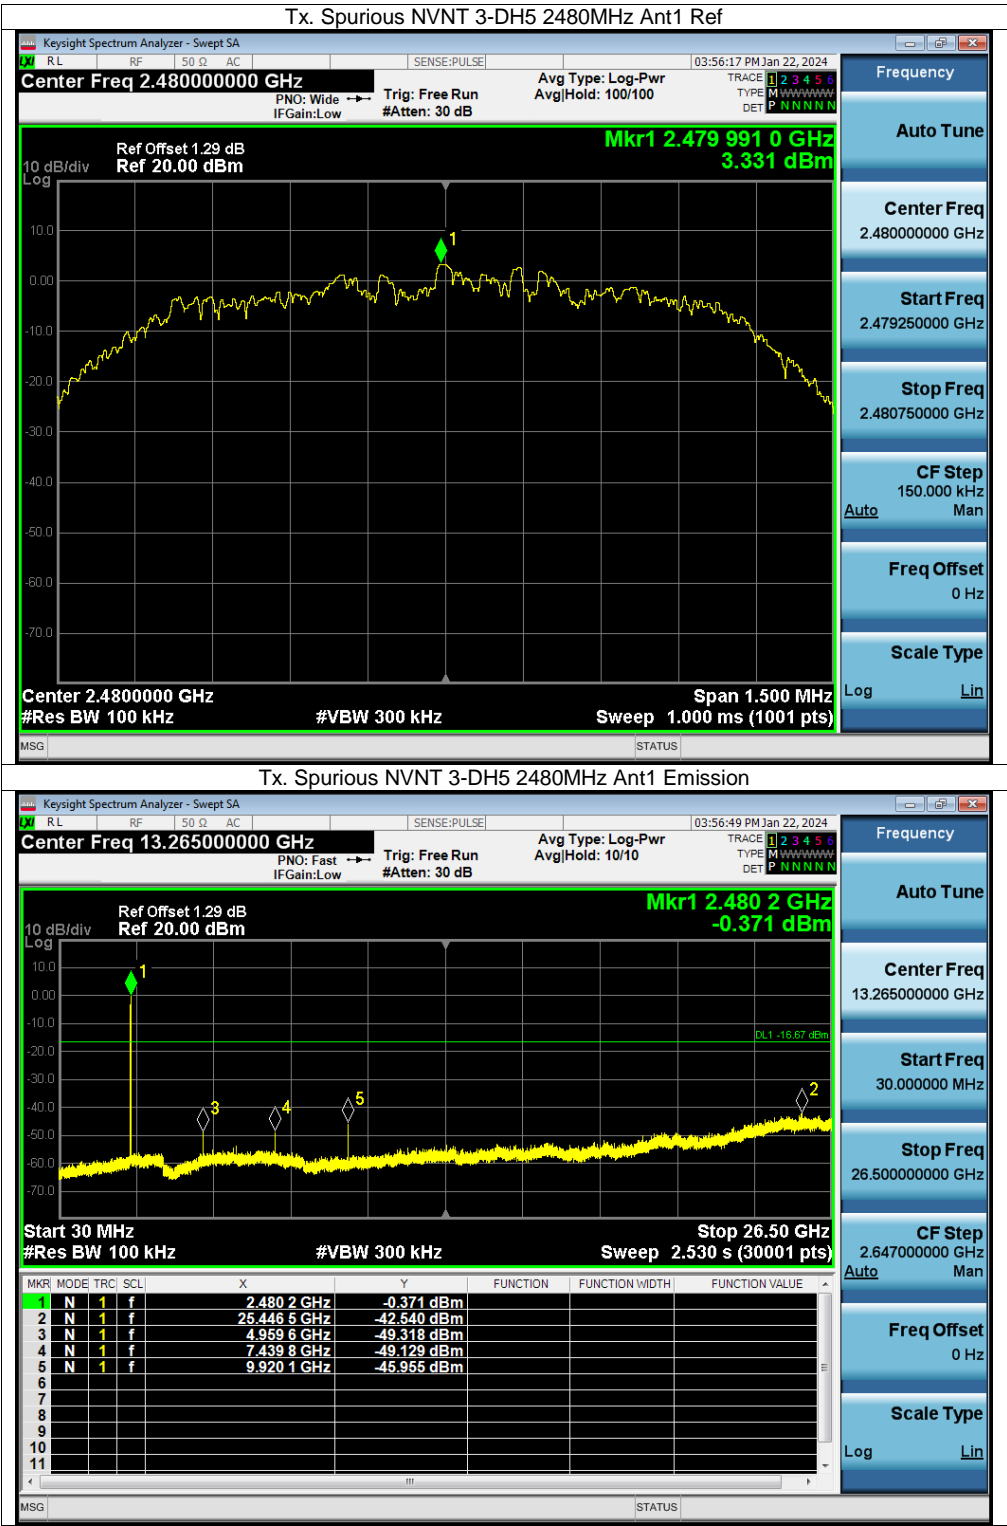 Tx. Spurious NVNT 3-DH5 2480MHz Ant1 Ref
Keysight Spectrum Analyzer - Swept SA
LXI RL RF 50 Ω AC SENSE:PULSE 03:56:17 PM Jan 22, 2024
Center Freq 2.480000000 GHz
PNO: Wide
IFGain:Low
Trig: Free Run
#Atten: 30 dB
Avg Type: Log-Pwr
Avg|Hold: 100/100
TRACE 1 2 3 4 5 6
TYPE M WWWWW
DET P N N N N N
Mkr1 2.479 991 0 GHz
3.331 dBm
Ref Offset 1.29 dB
10 dB/div Ref 20.00 dBm
Log
10.0
0.00
-10.0
-20.0
-30.0
-40.0
-50.0
-60.0
-70.0
1
Center 2.4800000 GHz Span 1.500 MHz
#Res BW 100 kHz #VBW 300 kHz Sweep 1.000 ms (1001 pts)
MSG STATUS
Frequency
Auto Tune
Center Freq
2.480000000 GHz
Start Freq
2.479250000 GHz
Stop Freq
2.480750000 GHz
CF Step
150.000 kHz
Auto Man
Freq Offset
0 Hz
Scale Type
Log Lin
Tx. Spurious NVNT 3-DH5 2480MHz Ant1 Emission
Keysight Spectrum Analyzer - Swept SA
LXI RL RF 50 Ω AC SENSE:PULSE 03:56:49 PM Jan 22, 2024
Center Freq 13.265000000 GHz
PNO: Fast
IFGain:Low
Trig: Free Run
#Atten: 30 dB
Avg Type: Log-Pwr
Avg|Hold: 10/10
TRACE 1 2 3 4 5 6
TYPE M WWWWW
DET P N N N N N
Mkr1 2.480 2 GHz
-0.371 dBm
Ref Offset 1.29 dB
10 dB/div Ref 20.00 dBm
Log
10.0
0.00
-10.0
-20.0
-30.0
-40.0
-50.0
-60.0
-70.0
1
DL1 -16.67 dBm
2
3
4
5
Start 30 MHz Stop 26.50 GHz
#Res BW 100 kHz #VBW 300 kHz Sweep 2.530 s (30001 pts)
MKR MODE TRC SCL X Y FUNCTION FUNCTION WIDTH FUNCTION VALUE
1 N 1 f 2.480 2 GHz -0.371 dBm
2 N 1 f 25.446 5 GHz -42.540 dBm
3 N 1 f 4.959 6 GHz -49.318 dBm
4 N 1 f 7.439 8 GHz -49.129 dBm
5 N 1 f 9.920 1 GHz -45.955 dBm
6
7
8
9
10
11
MSG STATUS
Frequency
Auto Tune
Center Freq
13.265000000 GHz
Start Freq
30.000000 MHz
Stop Freq
26.500000000 GHz
CF Step
2.647000000 GHz
Auto Man
Freq Offset
0 Hz
Scale Type
Log Lin